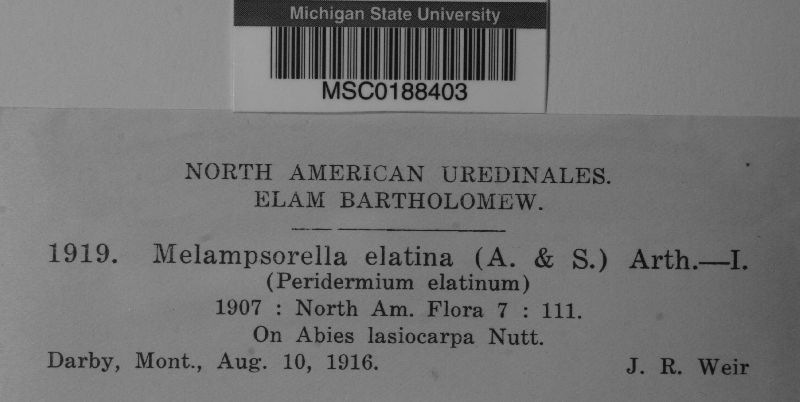 Michigan State University
MSC0188403
NORTH AMERICAN UREDINALES.
ELAM BARTHOLOMEW.
1919. Melampsorella elatina (A. & S.) Arth.—I.
(Peridermium elatinum)
1907 : North Am. Flora 7 : 111.
On Abies lasiocarpa Nutt.
Darby, Mont., Aug. 10, 1916. J. R. Weir